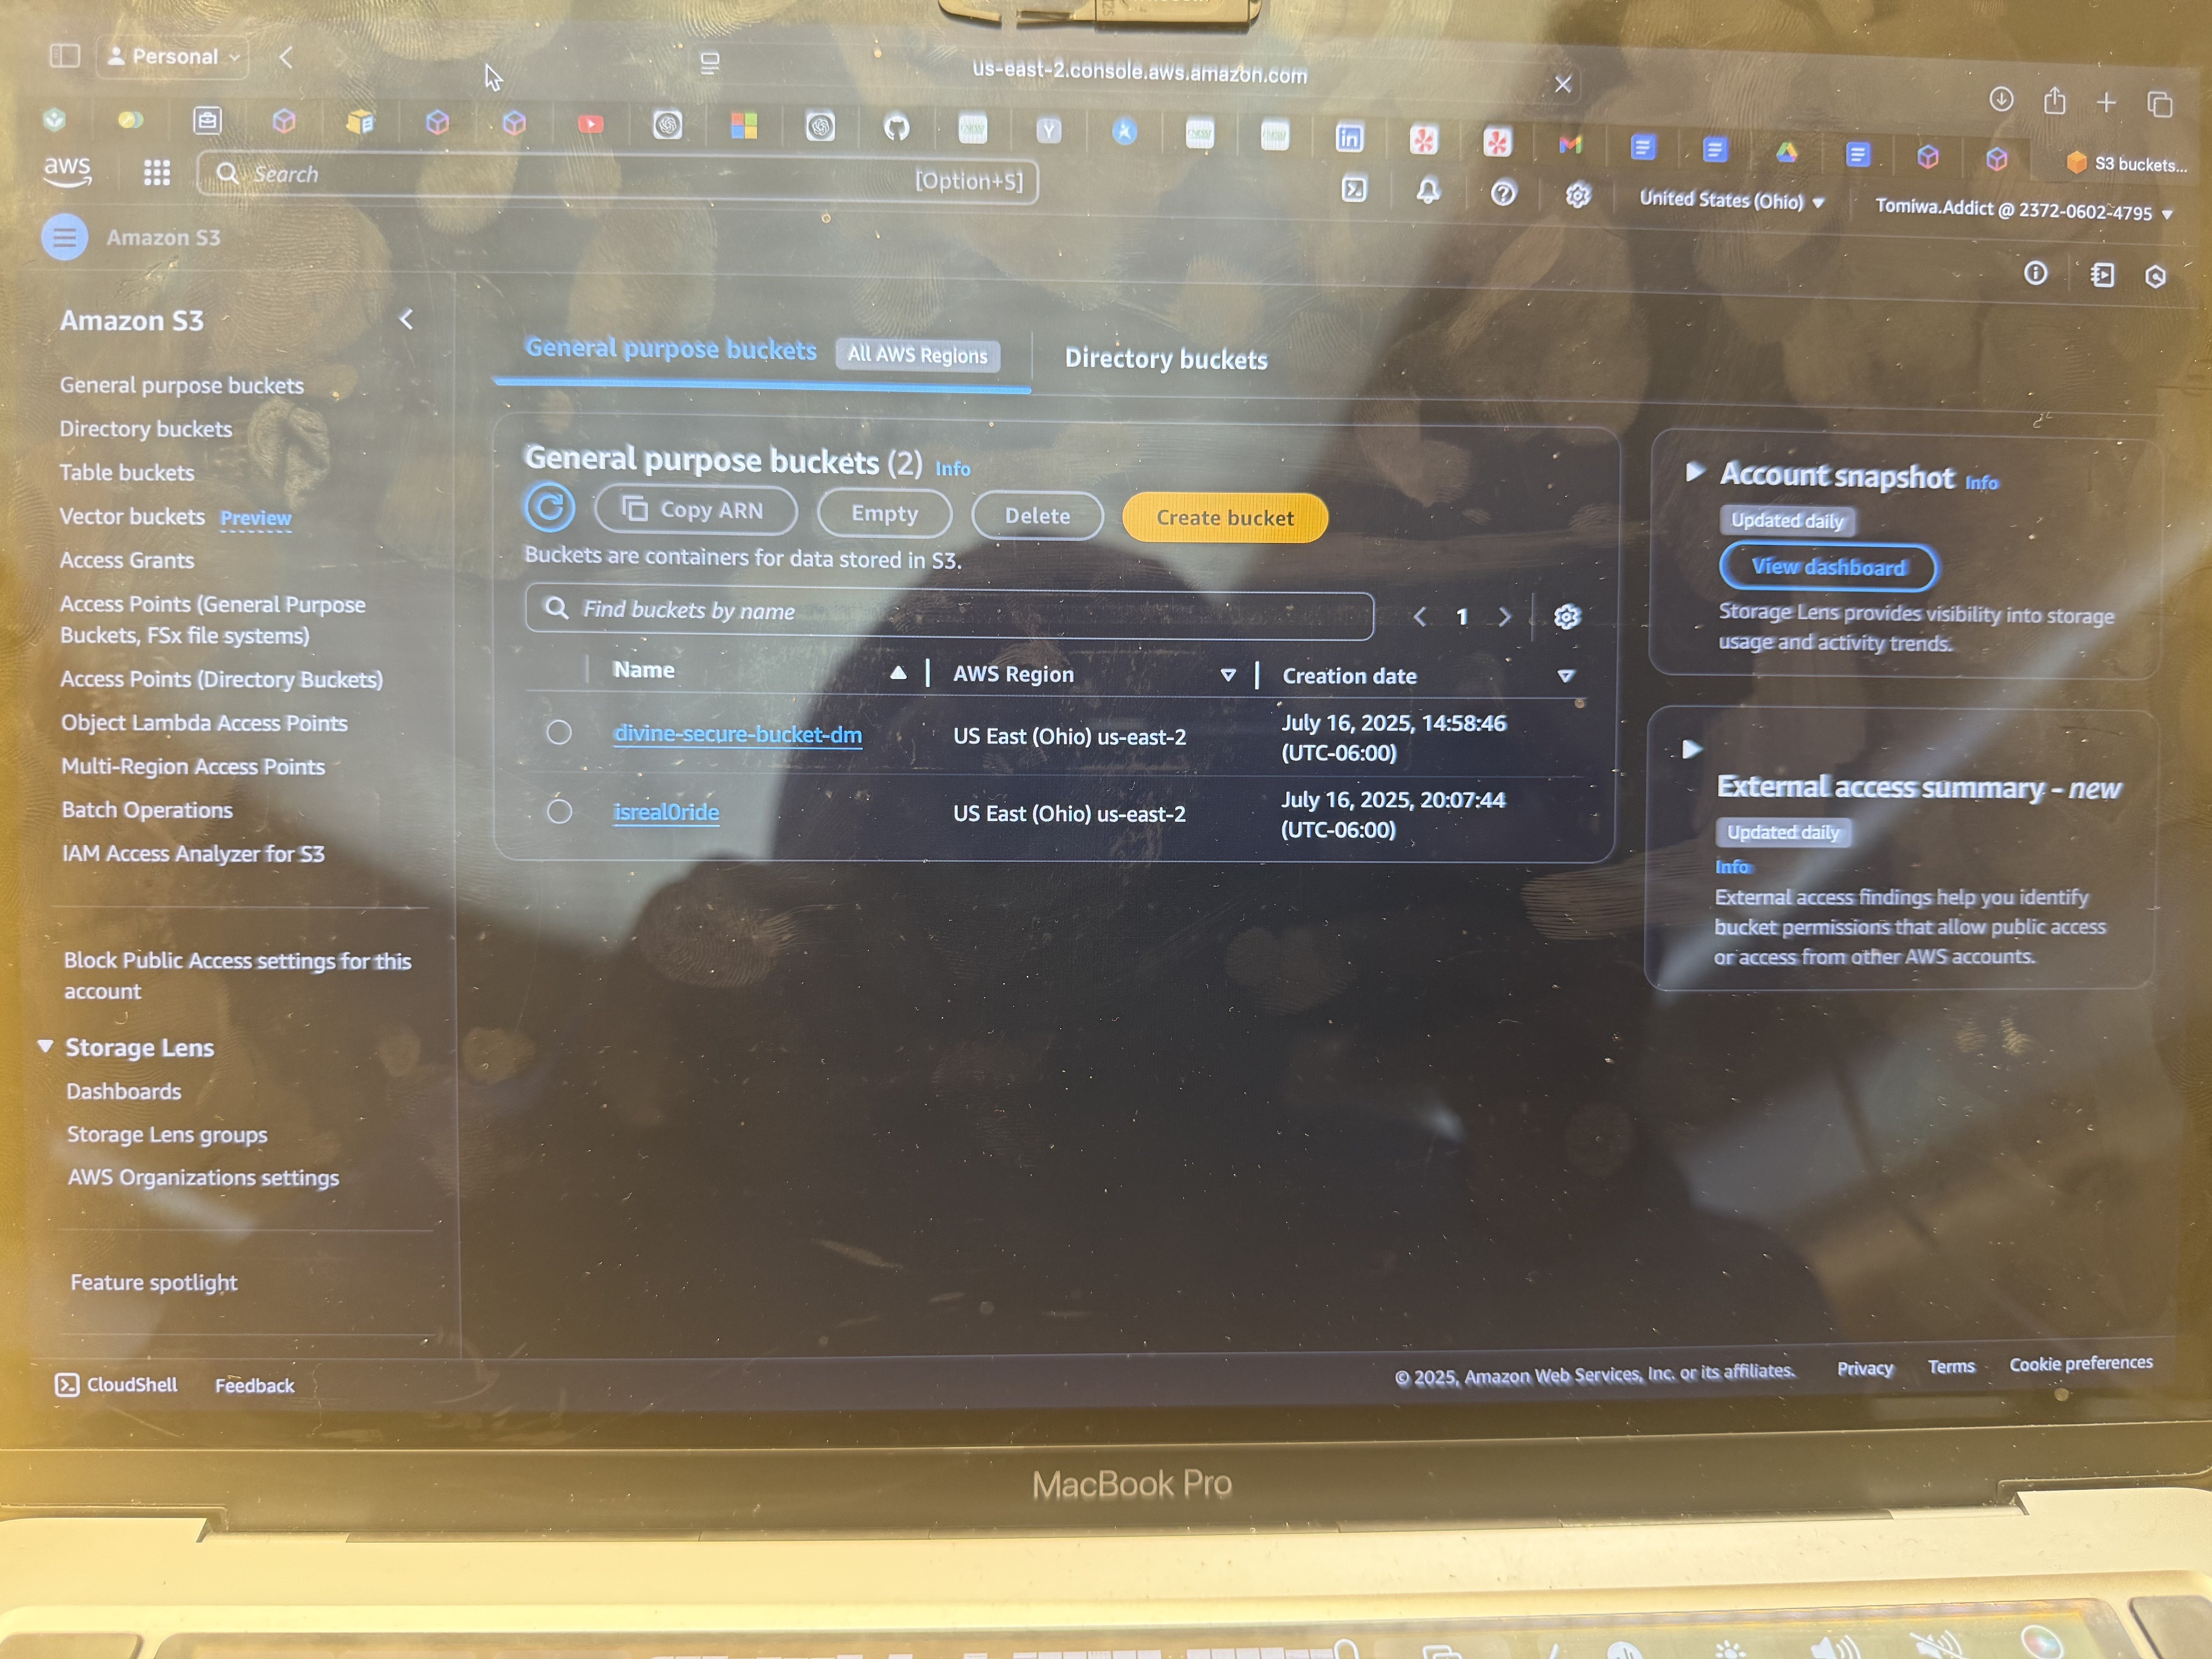 Personal
us-east-2.console.aws.amazon.com
S3 buckets...
aws
Search
[Option+S]
United States (Ohio)
Tomiwa.Addict @ 2372-0602-4795
Amazon S3
Amazon S3
General purpose buckets
Directory buckets
Table buckets
Vector buckets Preview
Access Grants
Access Points (General Purpose
Buckets, FSx file systems)
Access Points (Directory Buckets)
Object Lambda Access Points
Multi-Region Access Points
Batch Operations
IAM Access Analyzer for S3
Block Public Access settings for this
account
Storage Lens
Dashboards
Storage Lens groups
AWS Organizations settings
Feature spotlight
General purpose buckets All AWS Regions
Directory buckets
General purpose buckets (2) Info
Copy ARN
Empty
Delete
Create bucket
Buckets are containers for data stored in S3.
Find buckets by name
1
Name AWS Region Creation date
divine-secure-bucket-dm US East (Ohio) us-east-2 July 16, 2025, 14:58:46
(UTC-06:00)
isreal0ride US East (Ohio) us-east-2 July 16, 2025, 20:07:44
(UTC-06:00)
Account snapshot Info
Updated daily
View dashboard
Storage Lens provides visibility into storage
usage and activity trends.
External access summary - new
Updated daily
Info
External access findings help you identify
bucket permissions that allow public access
or access from other AWS accounts.
CloudShell
Feedback
© 2025, Amazon Web Services, Inc. or its affiliates.
Privacy
Terms
Cookie preferences
MacBook Pro